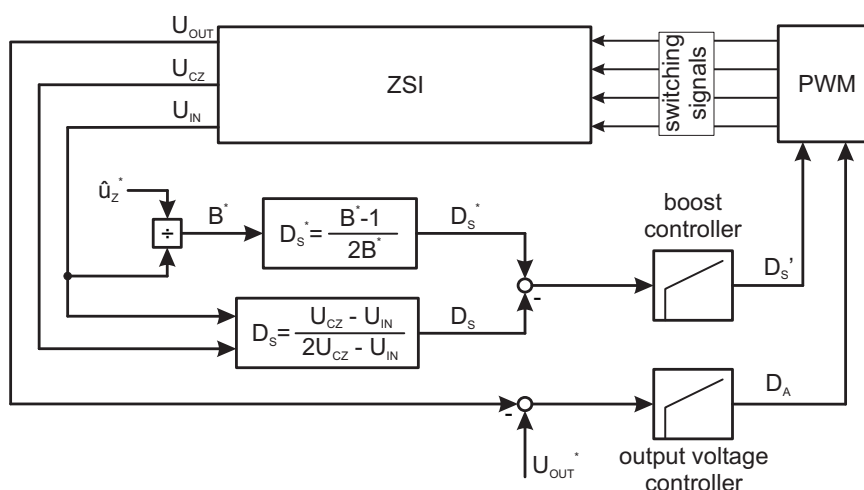 U_OUT
U_CZ
U_IN
ZSI
switching
signals
PWM
û_Z^*
÷
B^*
D_S^* = (B^*-1) / (2B^*)
D_S^*
-
boost
controller
D_S'
D_S = (U_CZ - U_IN) / (2U_CZ - U_IN)
D_S
-
U_OUT^*
D_A
output voltage
controller